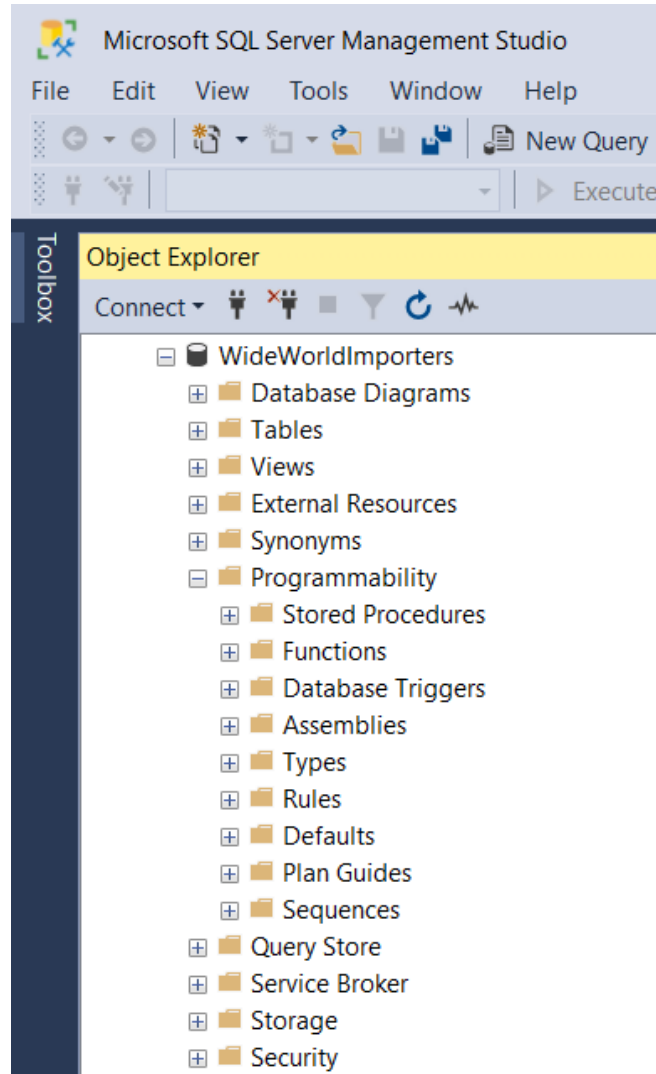 Microsoft SQL Server Management Studio
File Edit View Tools Window Help
New Query
Execute
Toolbox
Object Explorer
Connect
WideWorldImporters
Database Diagrams
Tables
Views
External Resources
Synonyms
Programmability
Stored Procedures
Functions
Database Triggers
Assemblies
Types
Rules
Defaults
Plan Guides
Sequences
Query Store
Service Broker
Storage
Security